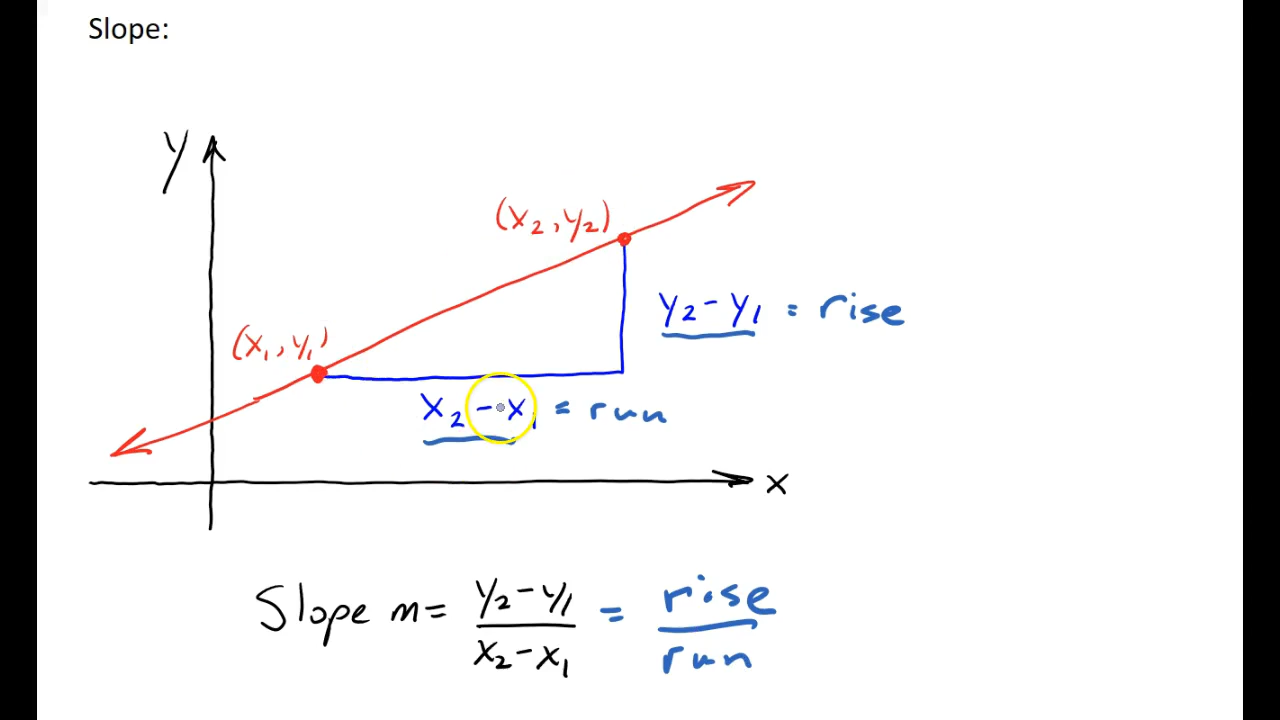 Slope:
y
(x₂, y₂)
y₂ - y₁ = rise
(x₁, y₁)
x₂ - x₁ = run
x
Slope m = y₂ - y₁ / x₂ - x₁ = rise / run